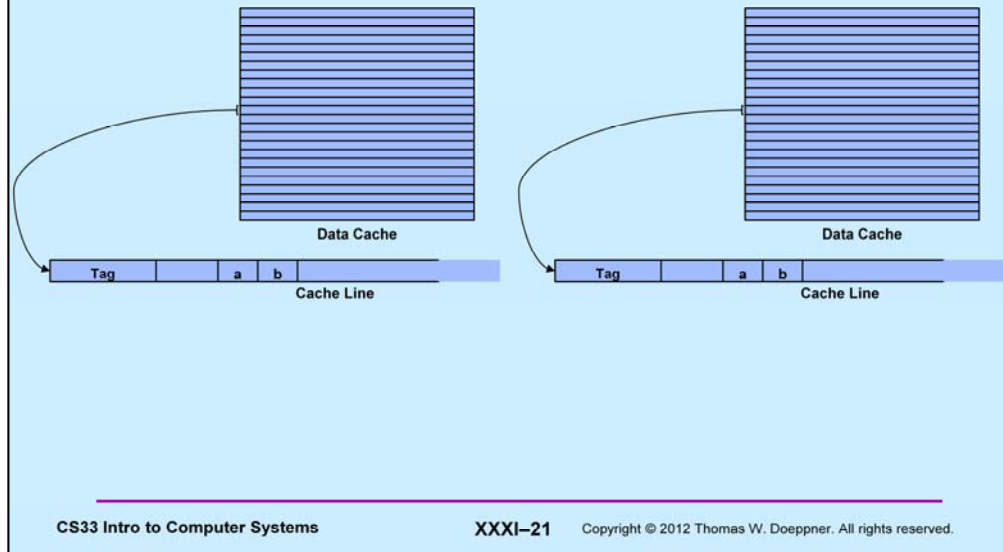 Data Cache
Data Cache
Tag a b
Tag a b
Cache Line
Cache Line
CS33 Intro to Computer Systems XXXI–21 Copyright © 2012 Thomas W. Doeppner. All rights reserved.